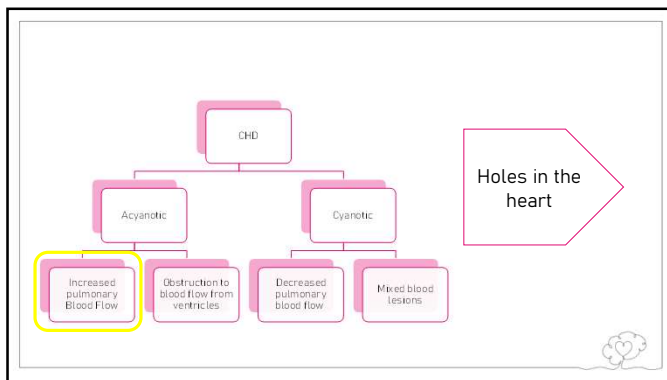 CHD
Holes in the
heart
Acyanotic
Cyanotic
Increased
pulmonary
Blood Flow
Obstruction to
blood flow from
ventricles
Decreased
pulmonary
blood flow
Mixed blood
lesions